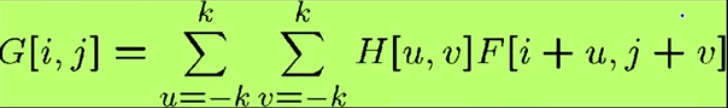 G[i, j] = \sum_{u=-k}^{k} \sum_{v=-k}^{k} H[u, v]F[i + u, j + v]